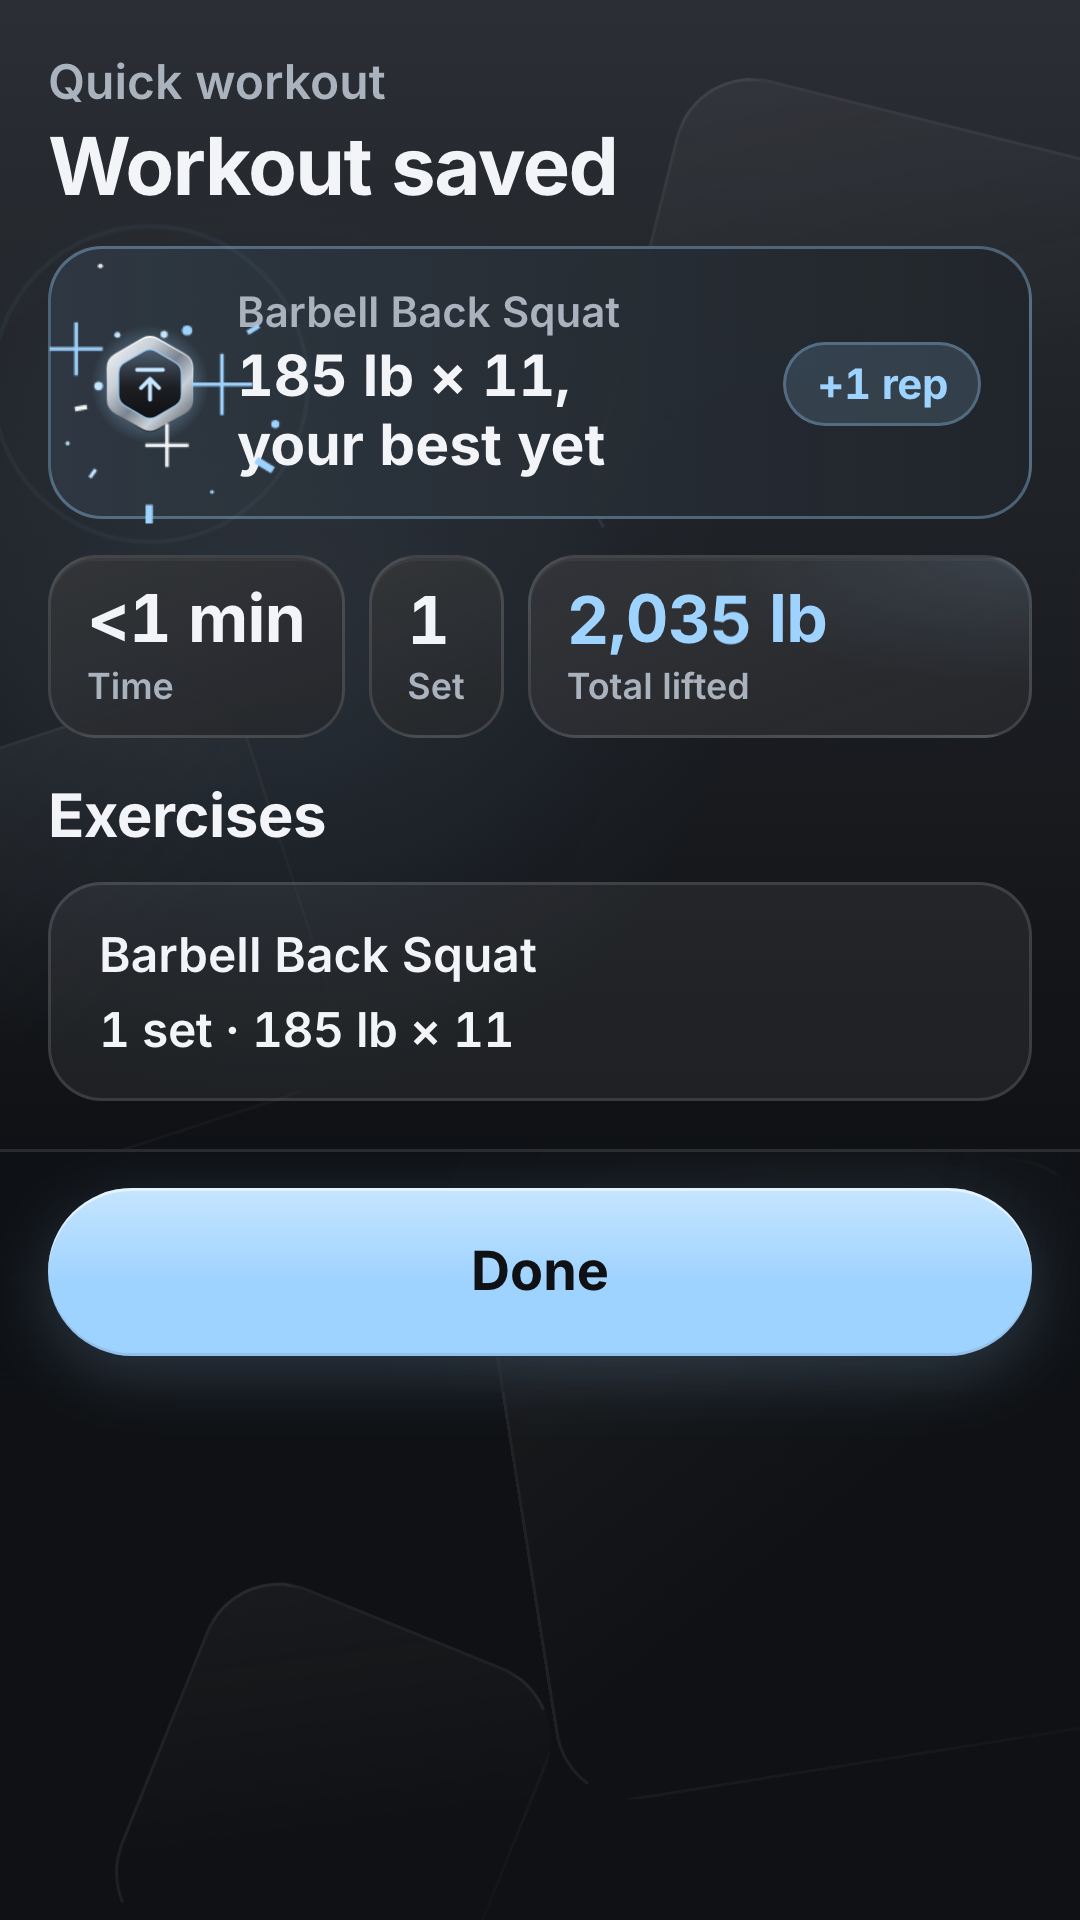 Quick workout
Workout saved
Barbell Back Squat
185 lb × 11,
your best yet
+1 rep
<1 min
Time
1
Set
2,035 lb
Total lifted
Exercises
Barbell Back Squat
1 set · 185 lb × 11
Done